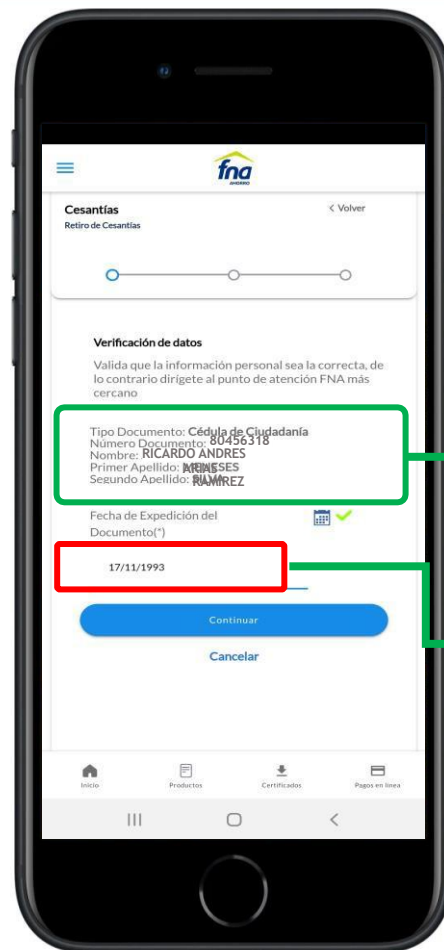 fna
AHORRO
Cesantías
< Volver
Retiro de Cesantías
Verificación de datos
Valida que la información personal sea la correcta, de
lo contrario dirígete al punto de atención FNA más
cercano
Tipo Documento: Cédula de Ciudadanía
Número Documento: 80456318
Nombre: RICARDO ANDRES
Primer Apellido: ARIAS
Segundo Apellido: RAMIREZ
Fecha de Expedición del
Documento(*)
17/11/1993
Continuar
Cancelar
Inicio
Productos
Certificados
Pagos en línea